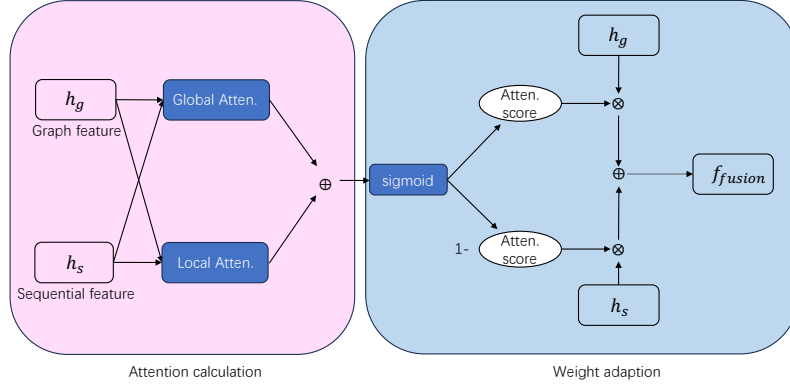 h_g
Graph feature
h_s
Sequential feature
Global Atten.
Local Atten.
⊕
Attention calculation
sigmoid
Atten.
score
1-
Atten.
score
h_g
⊗
⊕
⊗
h_s
f_fusion
Weight adaption